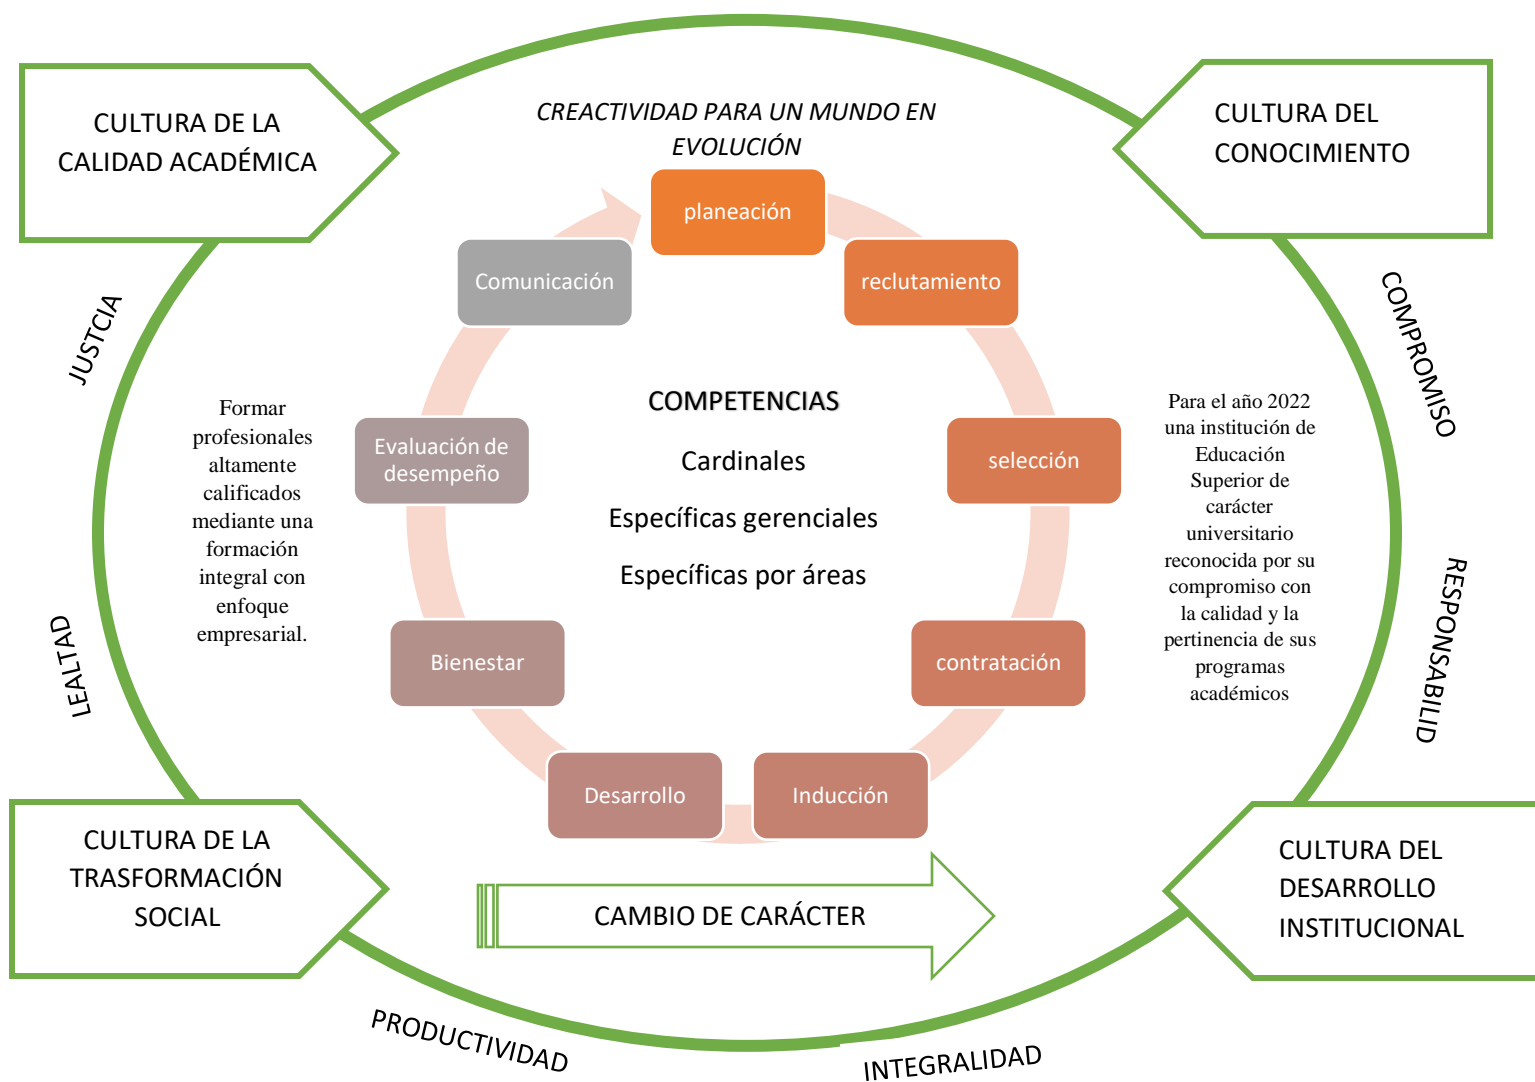 CULTURA DE LA
CALIDAD ACADÉMICA
CREACTIVIDAD PARA UN MUNDO EN
EVOLUCIÓN
CULTURA DEL
CONOCIMIENTO
planeación
reclutamiento
selección
contratación
Inducción
Desarrollo
Bienestar
Evaluación de
desempeño
Comunicación
COMPETENCIAS
Cardinales
Específicas gerenciales
Específicas por áreas
JUSTCIA
LEALTAD
Formar
profesionales
altamente
calificados
mediante una
formación
integral con
enfoque
empresarial.
Para el año 2022
una institución de
Educación
Superior de
carácter
universitario
reconocida por su
compromiso con
la calidad y la
pertinencia de sus
programas
académicos
COMPROMISO
RESPONSABILID
CULTURA DE LA
TRASFORMACIÓN
SOCIAL
CAMBIO DE CARÁCTER
CULTURA DEL
DESARROLLO
INSTITUCIONAL
PRODUCTIVIDAD
INTEGRALIDAD